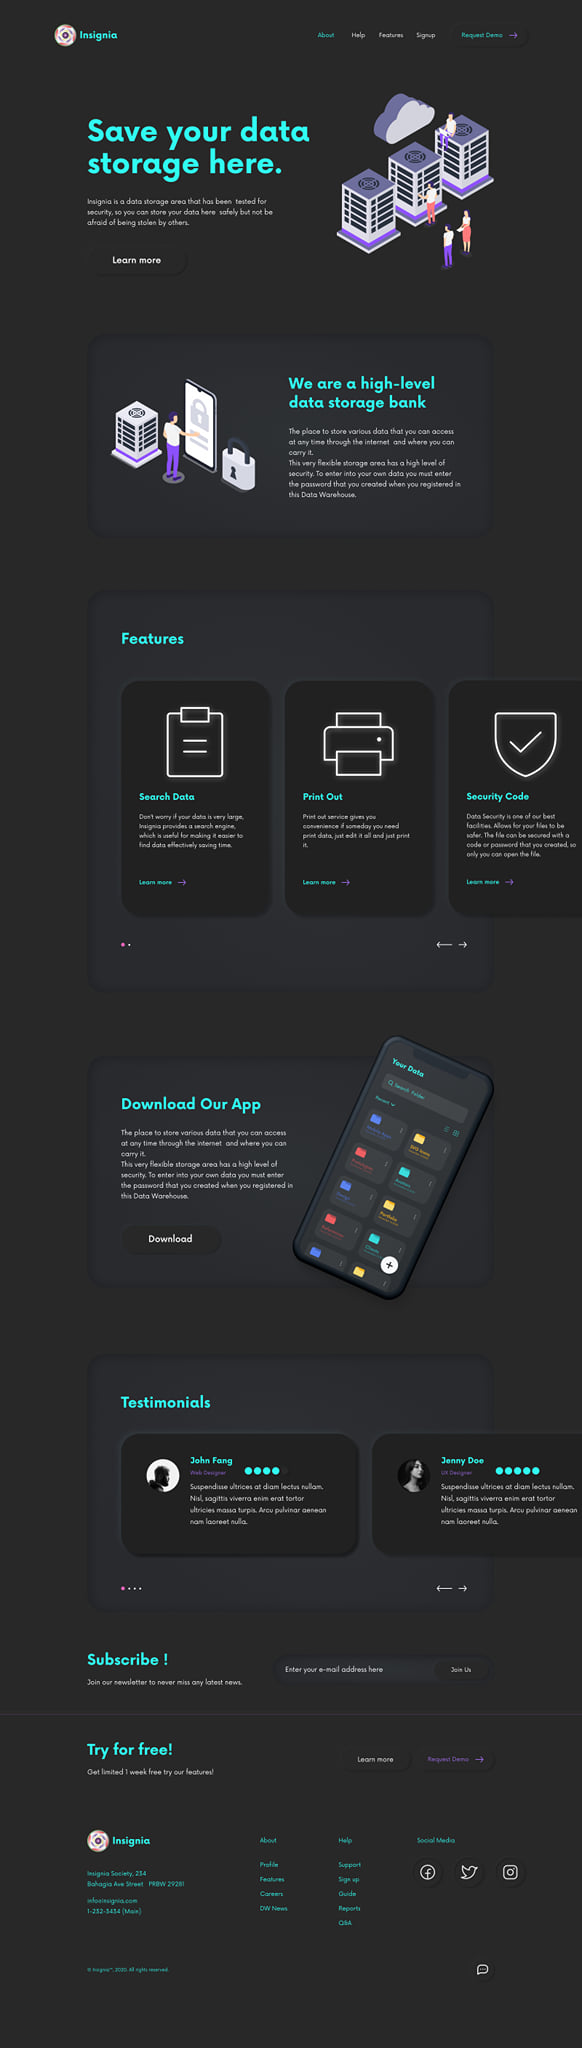 Insignia
About
Help
Features
Signup
Request Demo
Save your data
storage here.
Insignia is a data storage area that has been tested for
security, so you can store your data here safely but not be
afraid of being stolen by others.
Learn more
We are a high-level
data storage bank
The place to store various data that you can access
at any time through the internet and where you can
carry it.
This very flexible storage area has a high level of
security. To enter into your own data you must enter
the password that you created when you registered in
this Data Warehouse.
Features
Search Data
Don't worry if your data is very large,
Insignia provides a search engine,
which is useful for making it easier to
find data effectively saving time.
Learn more
Print Out
Print out service gives you
convenience if someday you need
print data, just edit it all and just print
it.
Learn more
Security Code
Data Security is one of our best
facilities. Allows for your files to be
safer. The file can be secured with a
code or password that you created, so
only you can open the file.
Learn more
Download Our App
The place to store various data that you can access
at any time through the internet and where you can
carry it.
This very flexible storage area has a high level of
security. To enter into your own data you must enter
the password that you created when you registered in
this Data Warehouse.
Download
Your Data
Search Folder
Recent
Mobile Apps
SVG Icons
Prototypes
Author
Design
Portfolio
References
Clients
Testimonials
John Fang
Web Designer
Suspendisse ultrices at diam lectus nullam.
Nisl, sagittis viverra enim erat tortor
ultricies massa turpis. Arcu pulvinar aenean
nam laoreet nulla.
Jenny Doe
UX Designer
Suspendisse ultrices at diam lectus nullam.
Nisl, sagittis viverra enim erat tortor
ultricies massa turpis. Arcu pulvinar aenean
nam laoreet nulla.
Subscribe !
Join our newsletter to never miss any latest news.
Enter your e-mail address here
Join Us
Try for free!
Get limited 1 week free try our features!
Learn more
Request Demo
Insignia
Insignia Society, 234
Bahagia Ave Street PRBW 29281
info@insignia.com
1-232-3434 (Main)
About
Profile
Features
Careers
DW News
Help
Support
Sign up
Guide
Reports
Q&A
Social Media
© Insignia™, 2020. All rights reserved.